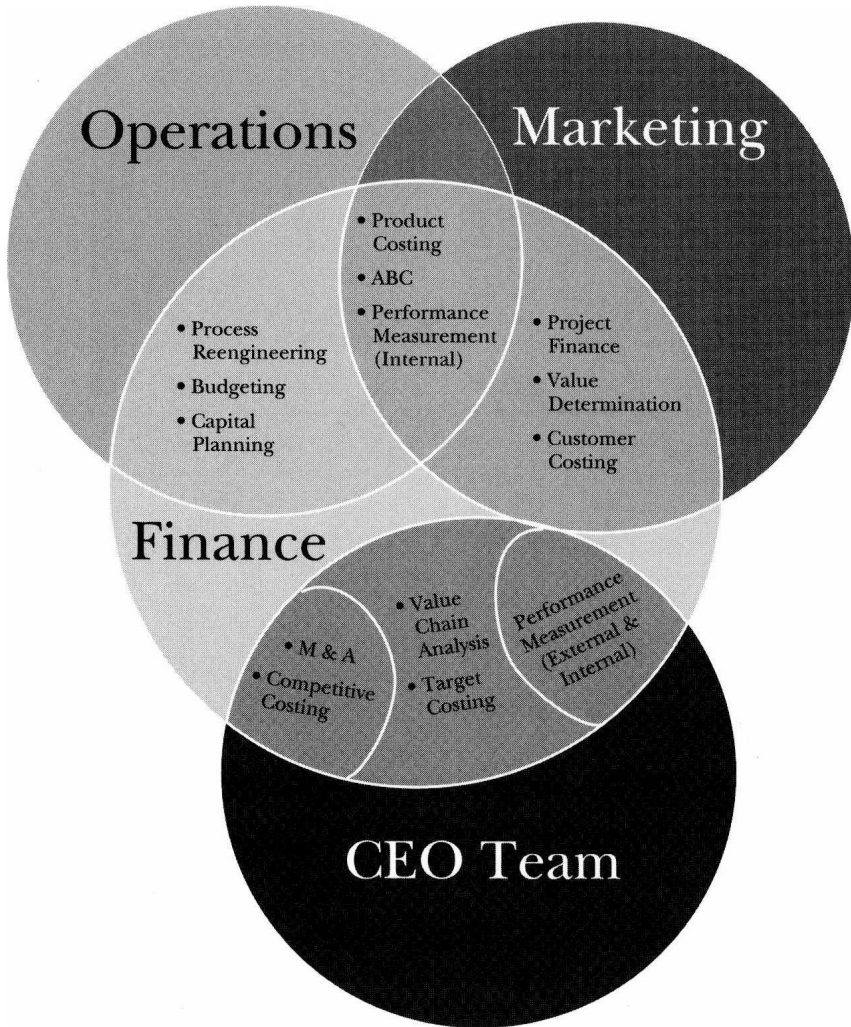 Operations
Marketing
• Product
Costing
• ABC
• Performance
Measurement
(Internal)
• Process
Reengineering
• Budgeting
• Capital
Planning
• Project
Finance
• Value
Determination
• Customer
Costing
Finance
• M & A
• Competitive
Costing
• Value
Chain
Analysis
• Target
Costing
Performance
Measurement
(External &
Internal)
CEO Team